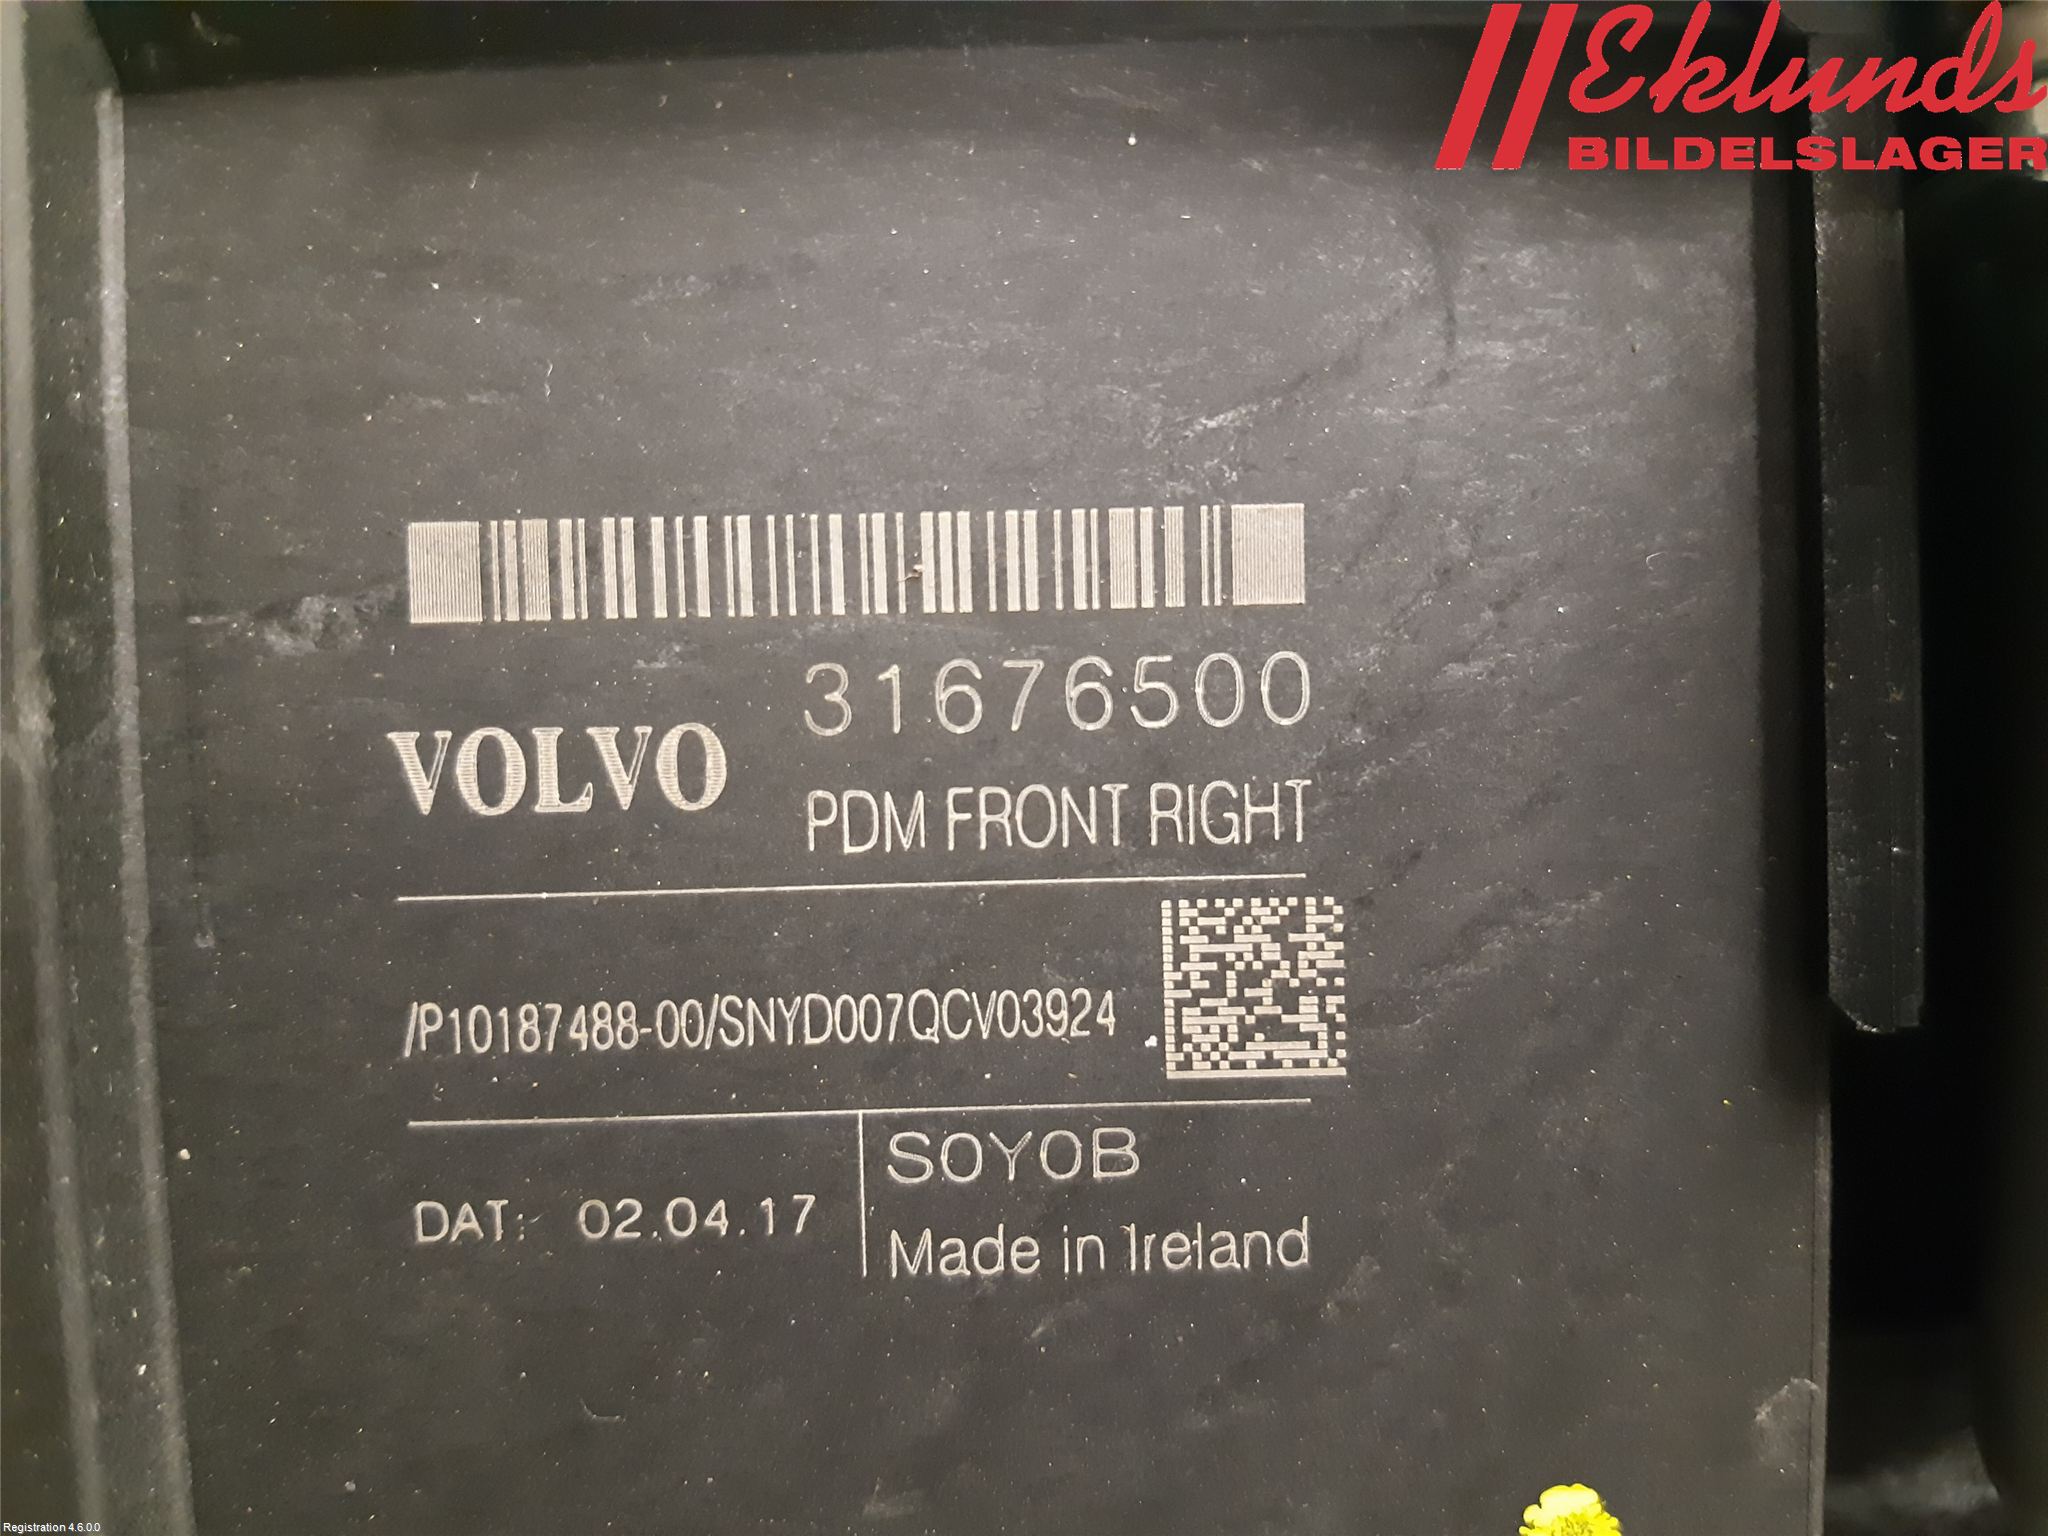 Eklunds
BILDELSLAGER
31676500
VOLVO
PDM FRONT RIGHT
/P10187488-00/SNYD007QCV03924
SOYOB
DAT: 02.04.17
Made in Ireland
Registration 4.6.0.0